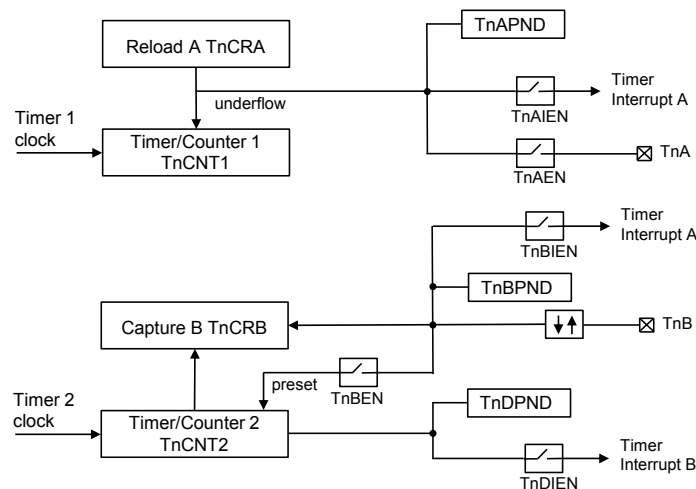 TnAPND
Reload A TnCRA
underflow
Timer
Interrupt A
TnAIEN
Timer 1
clock
Timer/Counter 1
TnCNT1
TnA
TnAEN
Timer
Interrupt A
TnBIEN
TnBPND
Capture B TnCRB
TnB
preset
TnBEN
Timer 2
clock
Timer/Counter 2
TnCNT2
TnDPND
Timer
Interrupt B
TnDIEN